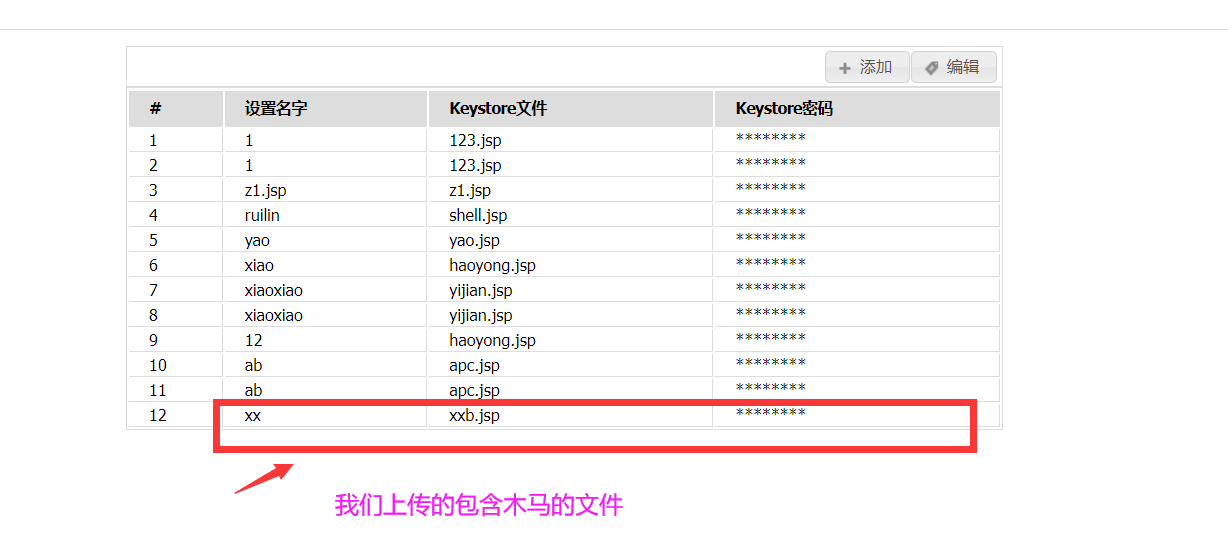 添加 编辑
# 设置名字 Keystore文件 Keystore密码
1 1 123.jsp ********
2 1 123.jsp ********
3 z1.jsp z1.jsp ********
4 ruilin shell.jsp ********
5 yao yao.jsp ********
6 xiao haoyong.jsp ********
7 xiaoxiao yijian.jsp ********
8 xiaoxiao yijian.jsp ********
9 12 haoyong.jsp ********
10 ab apc.jsp ********
11 ab apc.jsp ********
12 xx xxb.jsp ********
我们上传的包含木马的文件